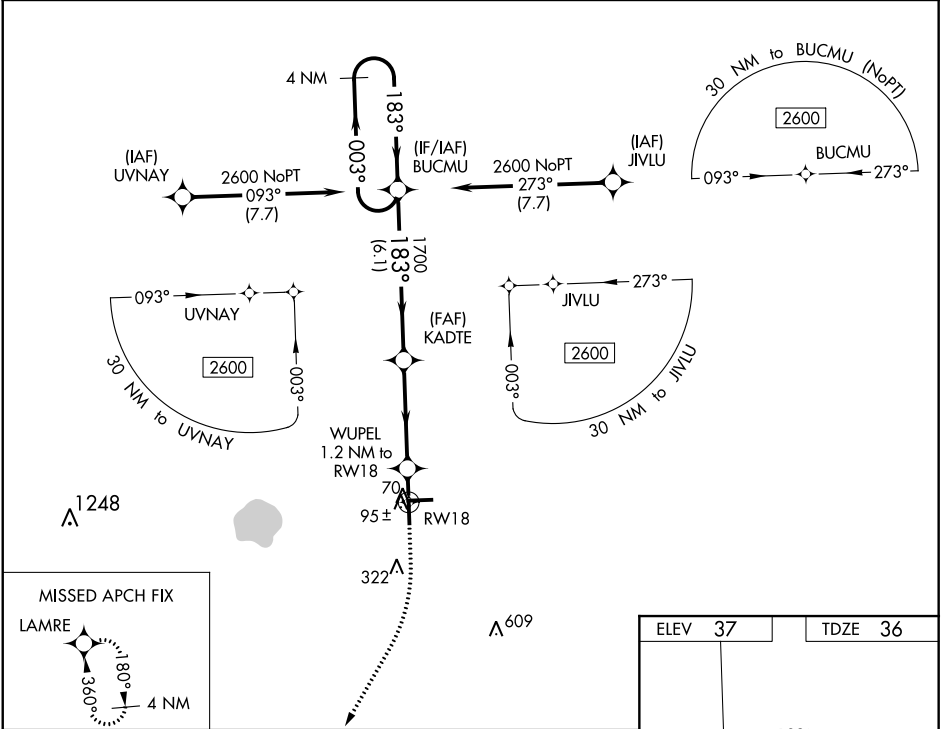 4 NM
183°
003°
(IF/IAF)
BUCMU
(IAF)
UVNAY
2600 NoPT
093°
(7.7)
(IAF)
JIVLU
2600 NoPT
273°
(7.7)
30 NM to BUCMU (NoPT)
2600
BUCMU
093°
273°
1700
183°
(6.1)
093°
UVNAY
2600
003°
30 NM to UVNAY
(FAF)
KADTE
273°
JIVLU
2600
003°
30 NM to JIVLU
WUPEL
1.2 NM to
RW18
70
95±
RW18
1248
322
609
MISSED APCH FIX
LAMRE
180°
360°
4 NM
ELEV 37
TDZE 36